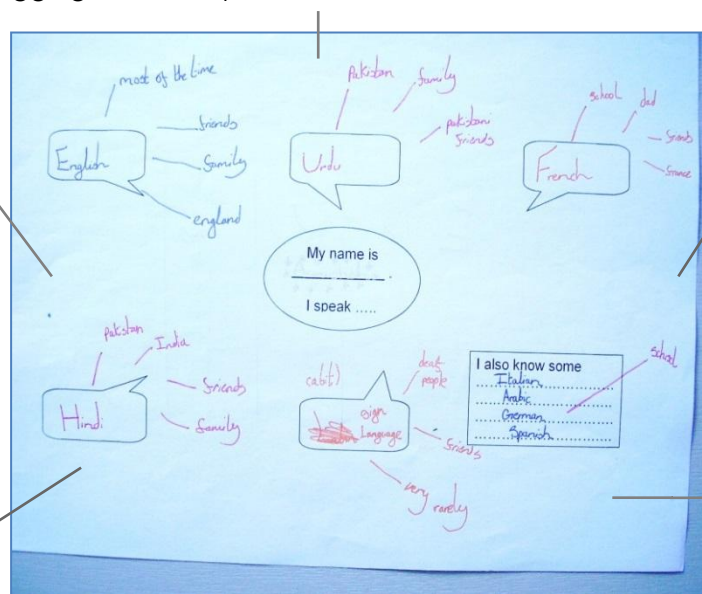 most of the time
friends
English
family
england
Pakistan
family
pakistani
friends
Urdu
school
dad
friends
france
French
My name is
I speak .....
pakstan
India
friends
family
Hindi
(abit)
deaf
people
sign
Language
friends
very rarely
I also know some
Italian
Arabic
German
Spanish
school